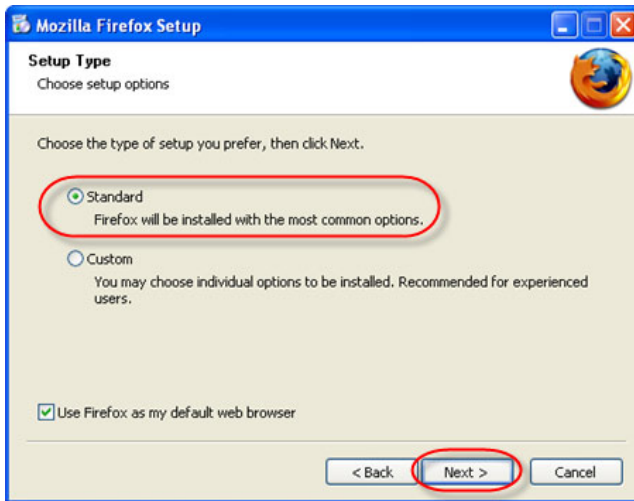 Mozilla Firefox Setup
Setup Type
Choose setup options
Choose the type of setup you prefer, then click Next.
Standard
Firefox will be installed with the most common options.
Custom
You may choose individual options to be installed. Recommended for experienced
users.
Use Firefox as my default web browser
< Back Next > Cancel